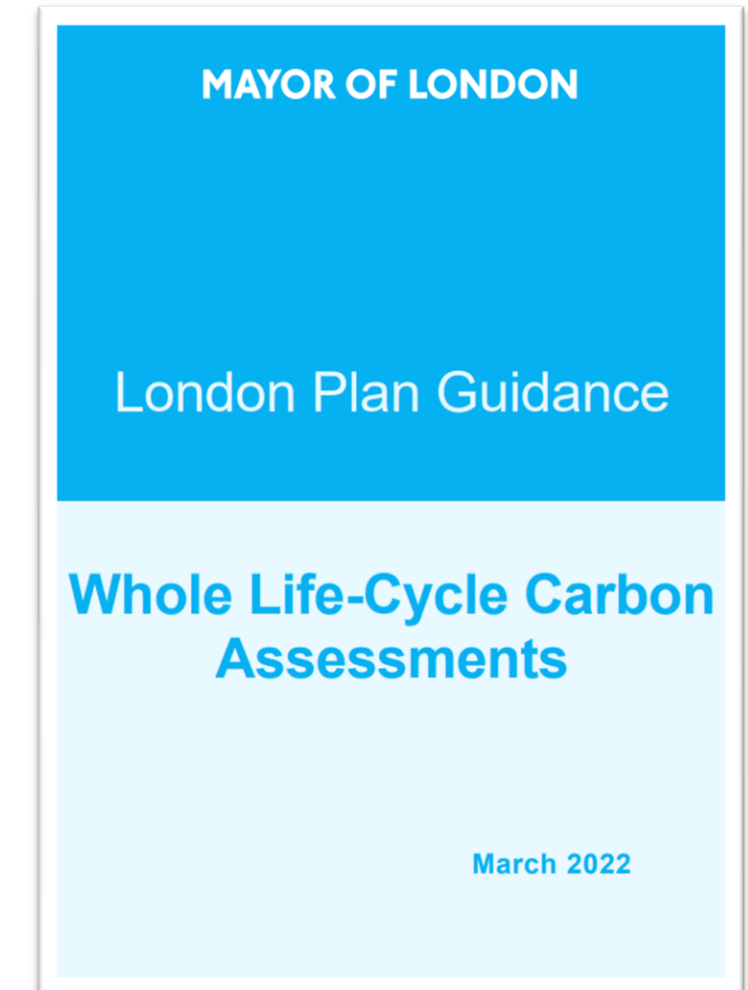 MAYOR OF LONDON
London Plan Guidance
Whole Life-Cycle Carbon
Assessments
March 2022